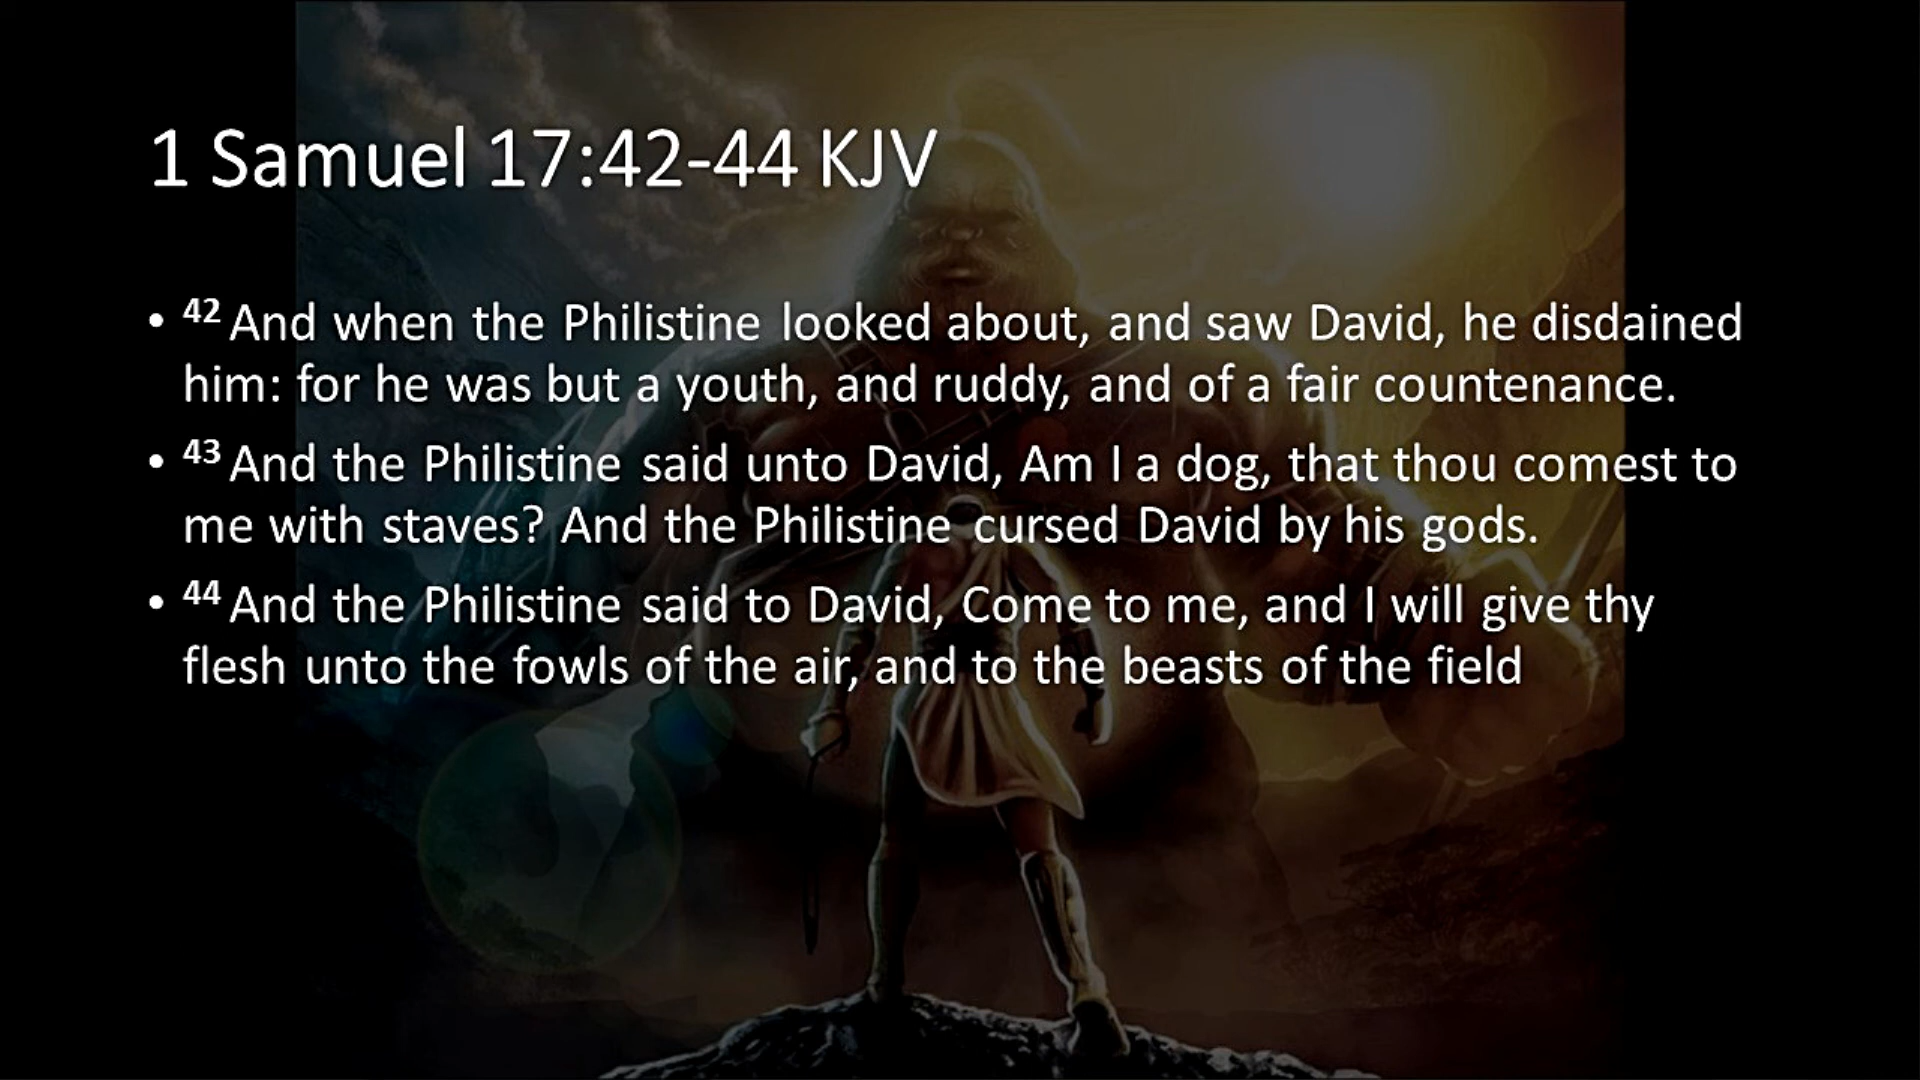 1 Samuel 17:42-44 KJV
• 42 And when the Philistine looked about, and saw David, he disdained
him: for he was but a youth, and ruddy, and of a fair countenance.
• 43 And the Philistine said unto David, Am I a dog, that thou comest to
me with staves? And the Philistine cursed David by his gods.
• 44 And the Philistine said to David, Come to me, and I will give thy
flesh unto the fowls of the air, and to the beasts of the field